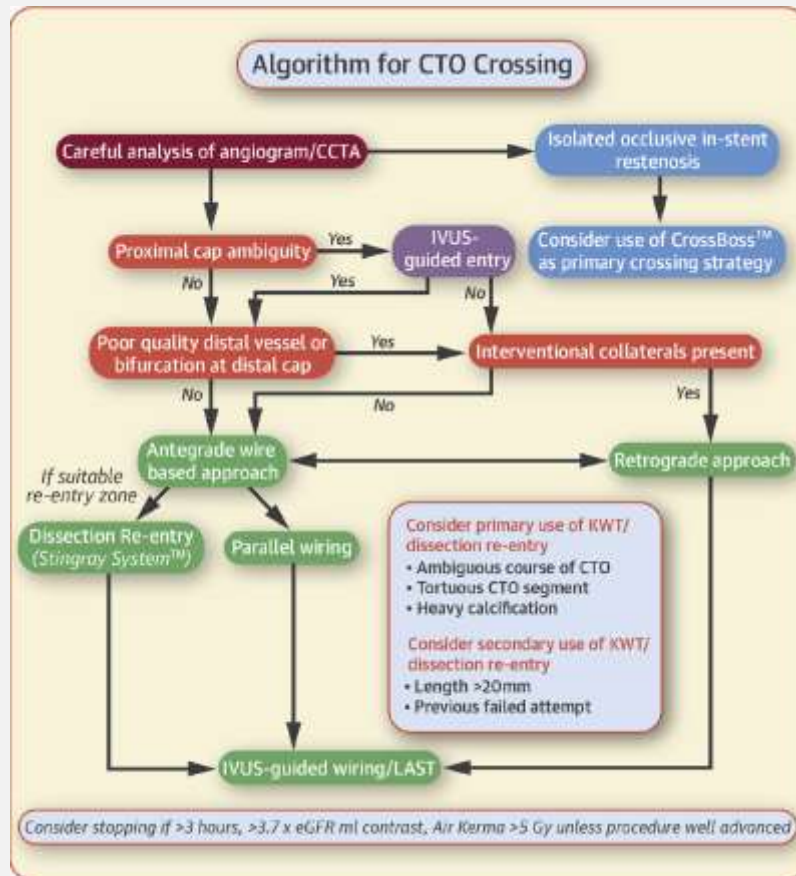 Algorithm for CTO Crossing
Careful analysis of angiogram/CCTA
Isolated occlusive in-stent
restenosis
Proximal cap ambiguity
Yes
IVUS-
guided entry
Consider use of CrossBoss™
as primary crossing strategy
No
Yes
No
Poor quality distal vessel or
bifurcation at distal cap
Yes
Interventional collaterals present
No
No
Yes
Antegrade wire
based approach
Retrograde approach
If suitable
re-entry zone
Dissection Re-entry
(Stingray System™)
Parallel wiring
Consider primary use of KWT/
dissection re-entry
• Ambiguous course of CTO
• Tortuous CTO segment
• Heavy calcification
Consider secondary use of KWT/
dissection re-entry
• Length >20mm
• Previous failed attempt
IVUS-guided wiring/LAST
Consider stopping if >3 hours, >3.7 x eGFR ml contrast, Air Kerma >5 Gy unless procedure well advanced